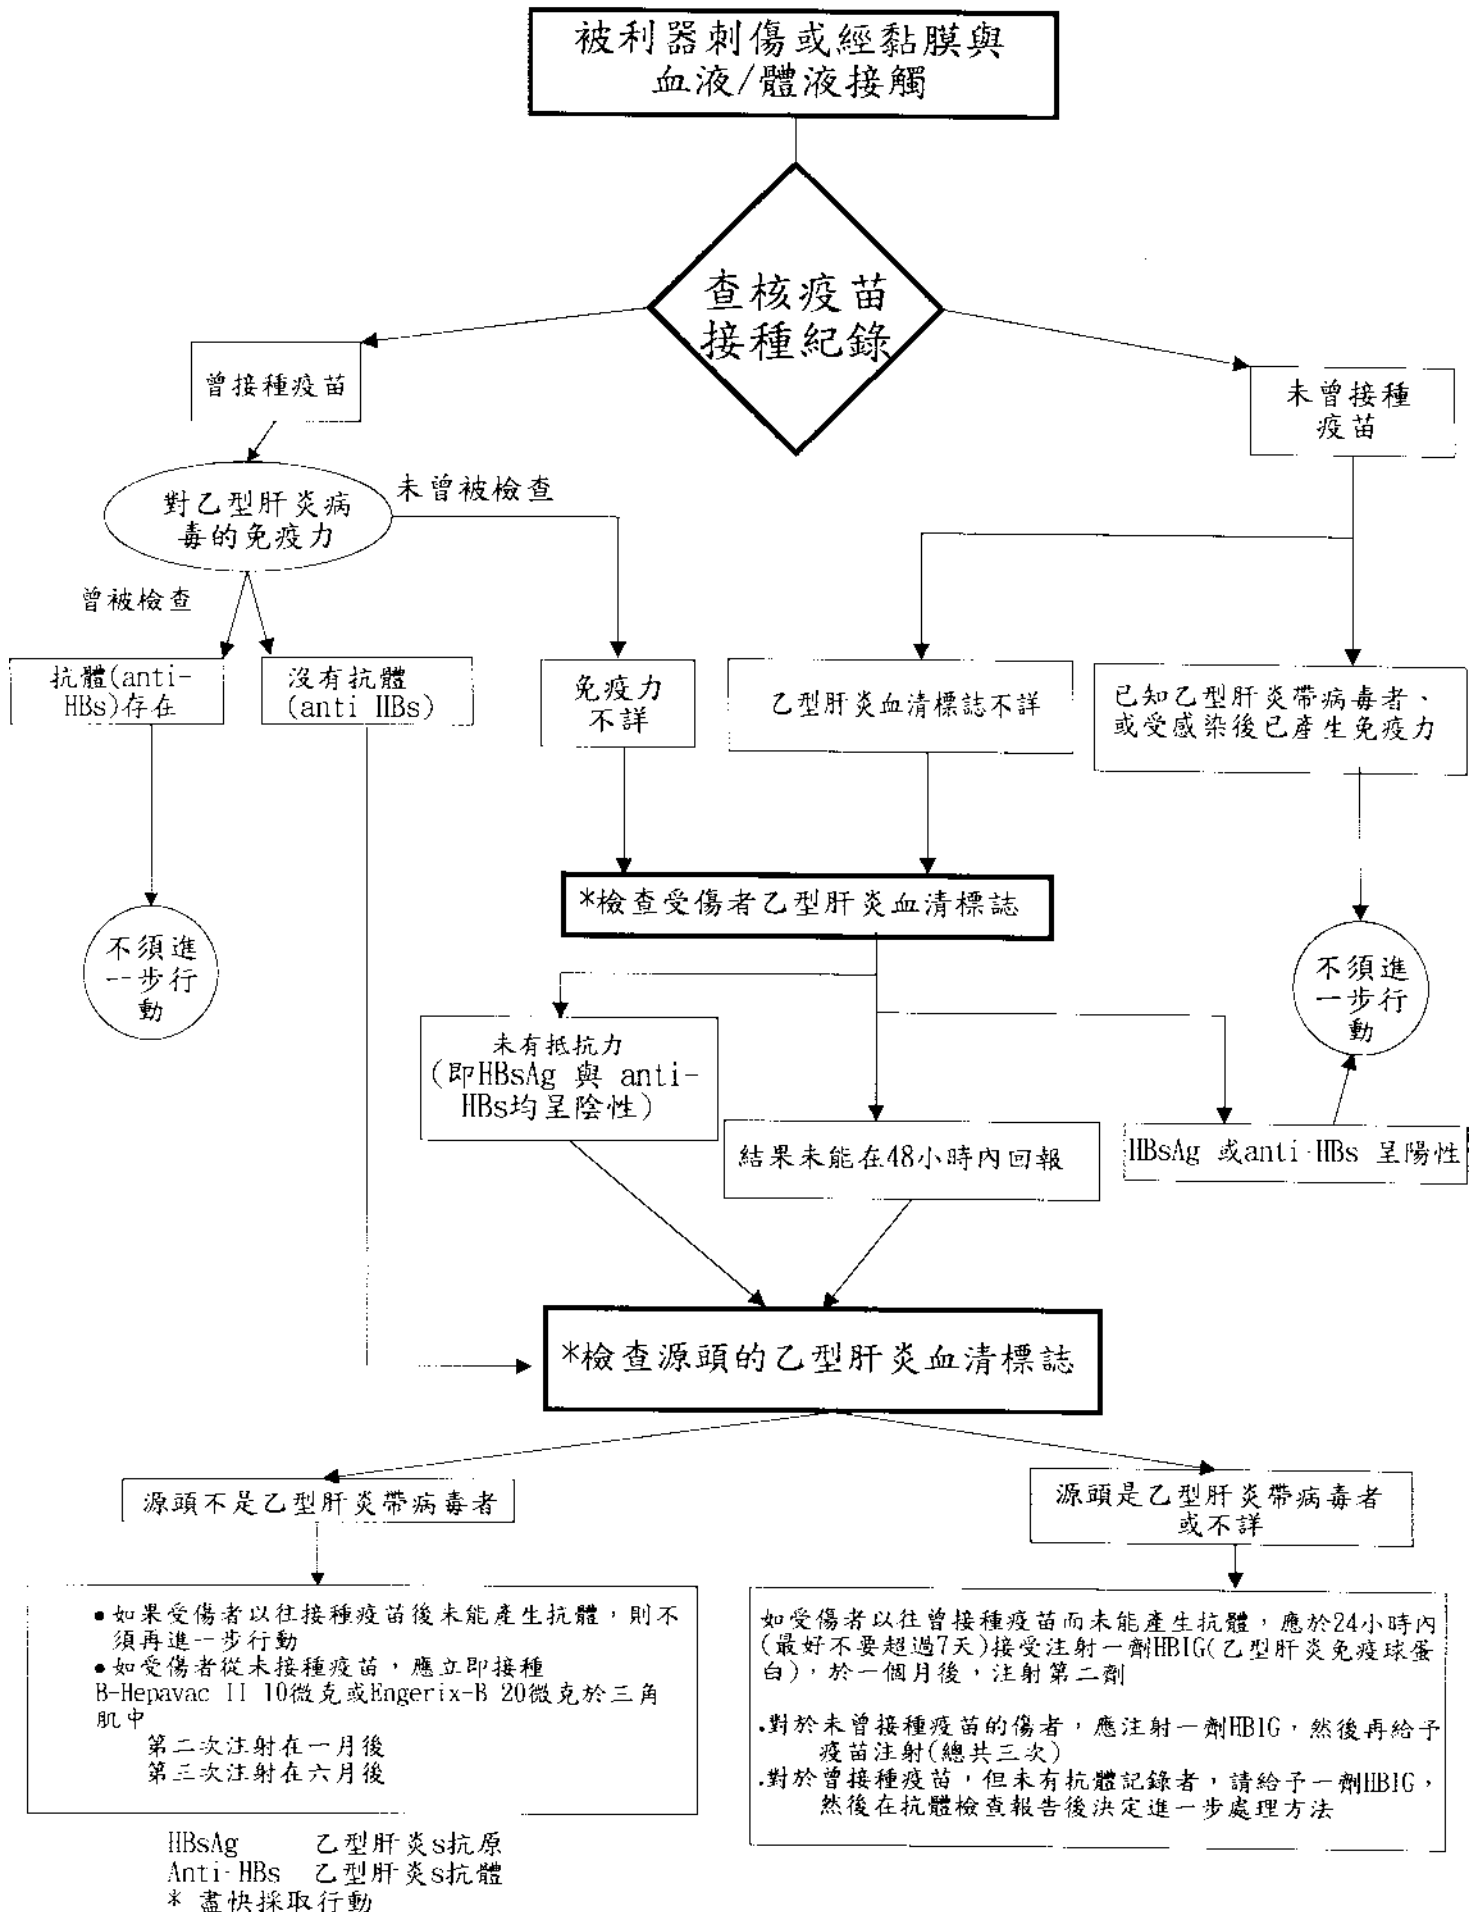 被利器刺傷或經黏膜與
血液/體液接觸
查核疫苗
接種紀錄
曾接種疫苗
未曾接種
疫苗
對乙型肝炎病
毒的免疫力
未曾被檢查
曾被檢查
抗體(anti-
HBs)存在
沒有抗體
(anti HBs)
免疫力
不詳
乙型肝炎血清標誌不詳
已知乙型肝炎帶病毒者、
或受感染後已產生免疫力
*檢查受傷者乙型肝炎血清標誌
不須進
一步行
動
不須進
一步行
動
未有抵抗力
(即HBsAg 與 anti-
HBs均呈陰性)
結果未能在48小時內回報
HBsAg 或anti-HBs 呈陽性
*檢查源頭的乙型肝炎血清標誌
源頭不是乙型肝炎帶病毒者
源頭是乙型肝炎帶病毒者
或不詳
•如果受傷者以往接種疫苗後未能產生抗體，則不
須再進一步行動
•如受傷者從未接種疫苗，應立即接種
B-Hepavac II 10微克或Engerix-B 20微克於三角
肌中
第二次注射在一月後
第三次注射在六月後
如受傷者以往曾接種疫苗而未能產生抗體，應於24小時內
(最好不要超過7天)接受注射一劑HBIG(乙型肝炎免疫球蛋
白)，於一個月後，注射第二劑
.對於未曾接種疫苗的傷者，應注射一劑HBIG，然後再給予
疫苗注射(總共三次)
.對於曾接種疫苗，但未有抗體記錄者，請給予一劑HBIG，
然後在抗體檢查報告後決定進一步處理方法
HBsAg 乙型肝炎s抗原
Anti-HBs 乙型肝炎s抗體
* 盡快採取行動